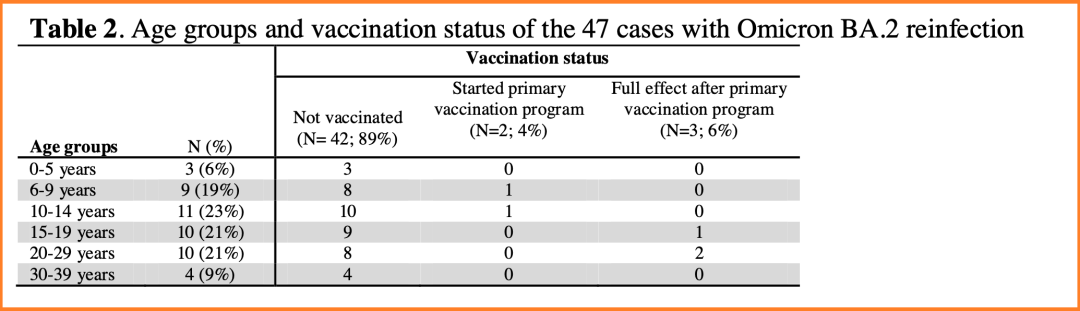 Table 2. Age groups and vaccination status of the 47 cases with Omicron BA.2 reinfection
Vaccination status
Age groups N (%) Not vaccinated (N= 42; 89%) Started primary vaccination program (N=2; 4%) Full effect after primary vaccination program (N=3; 6%)
0-5 years 3 (6%) 3 0 0
6-9 years 9 (19%) 8 1 0
10-14 years 11 (23%) 10 1 0
15-19 years 10 (21%) 9 0 1
20-29 years 10 (21%) 8 0 2
30-39 years 4 (9%) 4 0 0